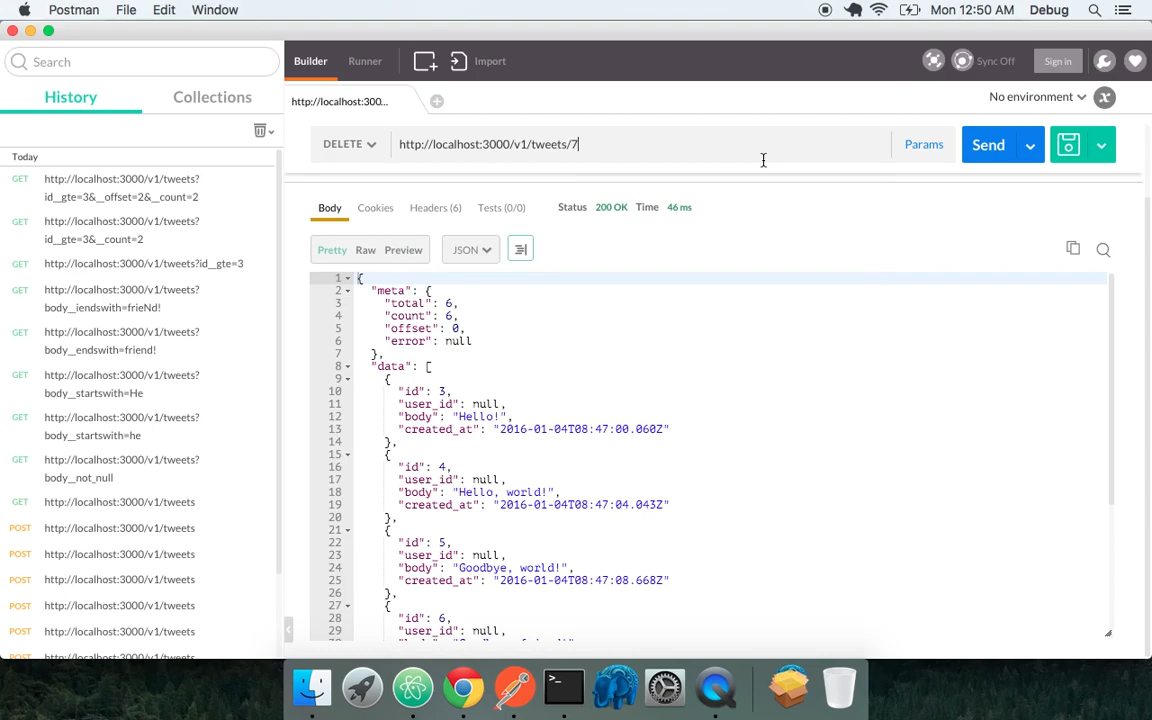 Postman File Edit Window Mon 12:50 AM Debug
Search
Builder Runner Import Sync Off Sign in
History Collections
http://localhost:300...
No environment
Today
DELETE http://localhost:3000/v1/tweets/7 Params Send
GET http://localhost:3000/v1/tweets?
id__gte=3&__offset=2&__count=2
GET http://localhost:3000/v1/tweets?
id__gte=3&__count=2
GET http://localhost:3000/v1/tweets?id__gte=3
GET http://localhost:3000/v1/tweets?
body__iendswith=frieNd!
GET http://localhost:3000/v1/tweets?
body__endswith=friend!
GET http://localhost:3000/v1/tweets?
body__startswith=He
GET http://localhost:3000/v1/tweets?
body__startswith=he
GET http://localhost:3000/v1/tweets?
body__not_null
GET http://localhost:3000/v1/tweets
POST http://localhost:3000/v1/tweets
POST http://localhost:3000/v1/tweets
POST http://localhost:3000/v1/tweets
POST http://localhost:3000/v1/tweets
POST http://localhost:3000/v1/tweets
Body Cookies Headers (6) Tests (0/0) Status 200 OK Time 46 ms
Pretty Raw Preview JSON
1 {
2 "meta": {
3 "total": 6,
4 "count": 6,
5 "offset": 0,
6 "error": null
7 },
8 "data": [
9 {
10 "id": 3,
11 "user_id": null,
12 "body": "Hello!",
13 "created_at": "2016-01-04T08:47:00.060Z"
14 },
15 {
16 "id": 4,
17 "user_id": null,
18 "body": "Hello, world!",
19 "created_at": "2016-01-04T08:47:04.043Z"
20 },
21 {
22 "id": 5,
23 "user_id": null,
24 "body": "Goodbye, world!",
25 "created_at": "2016-01-04T08:47:08.668Z"
26 },
27 {
28 "id": 6,
29 "user_id": null,